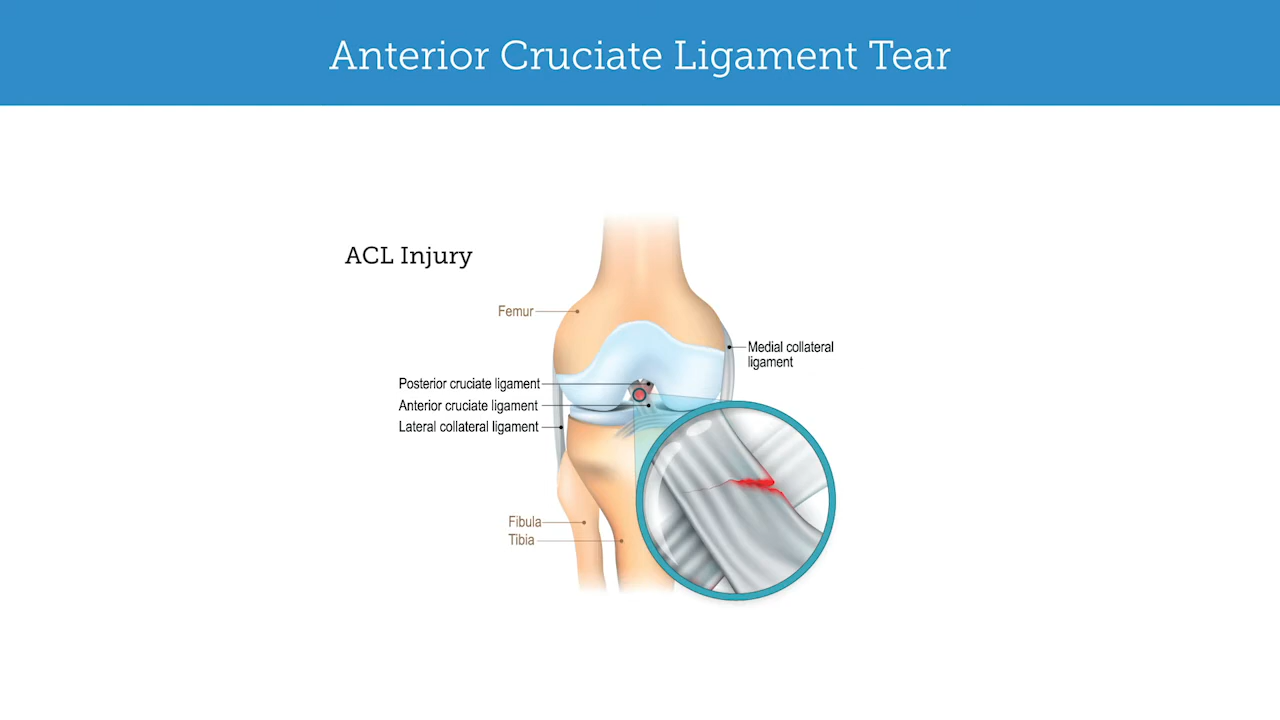 Anterior Cruciate Ligament Tear
ACL Injury
Femur
Medial collateral
ligament
Posterior cruciate ligament
Anterior cruciate ligament
Lateral collateral ligament
Fibula
Tibia